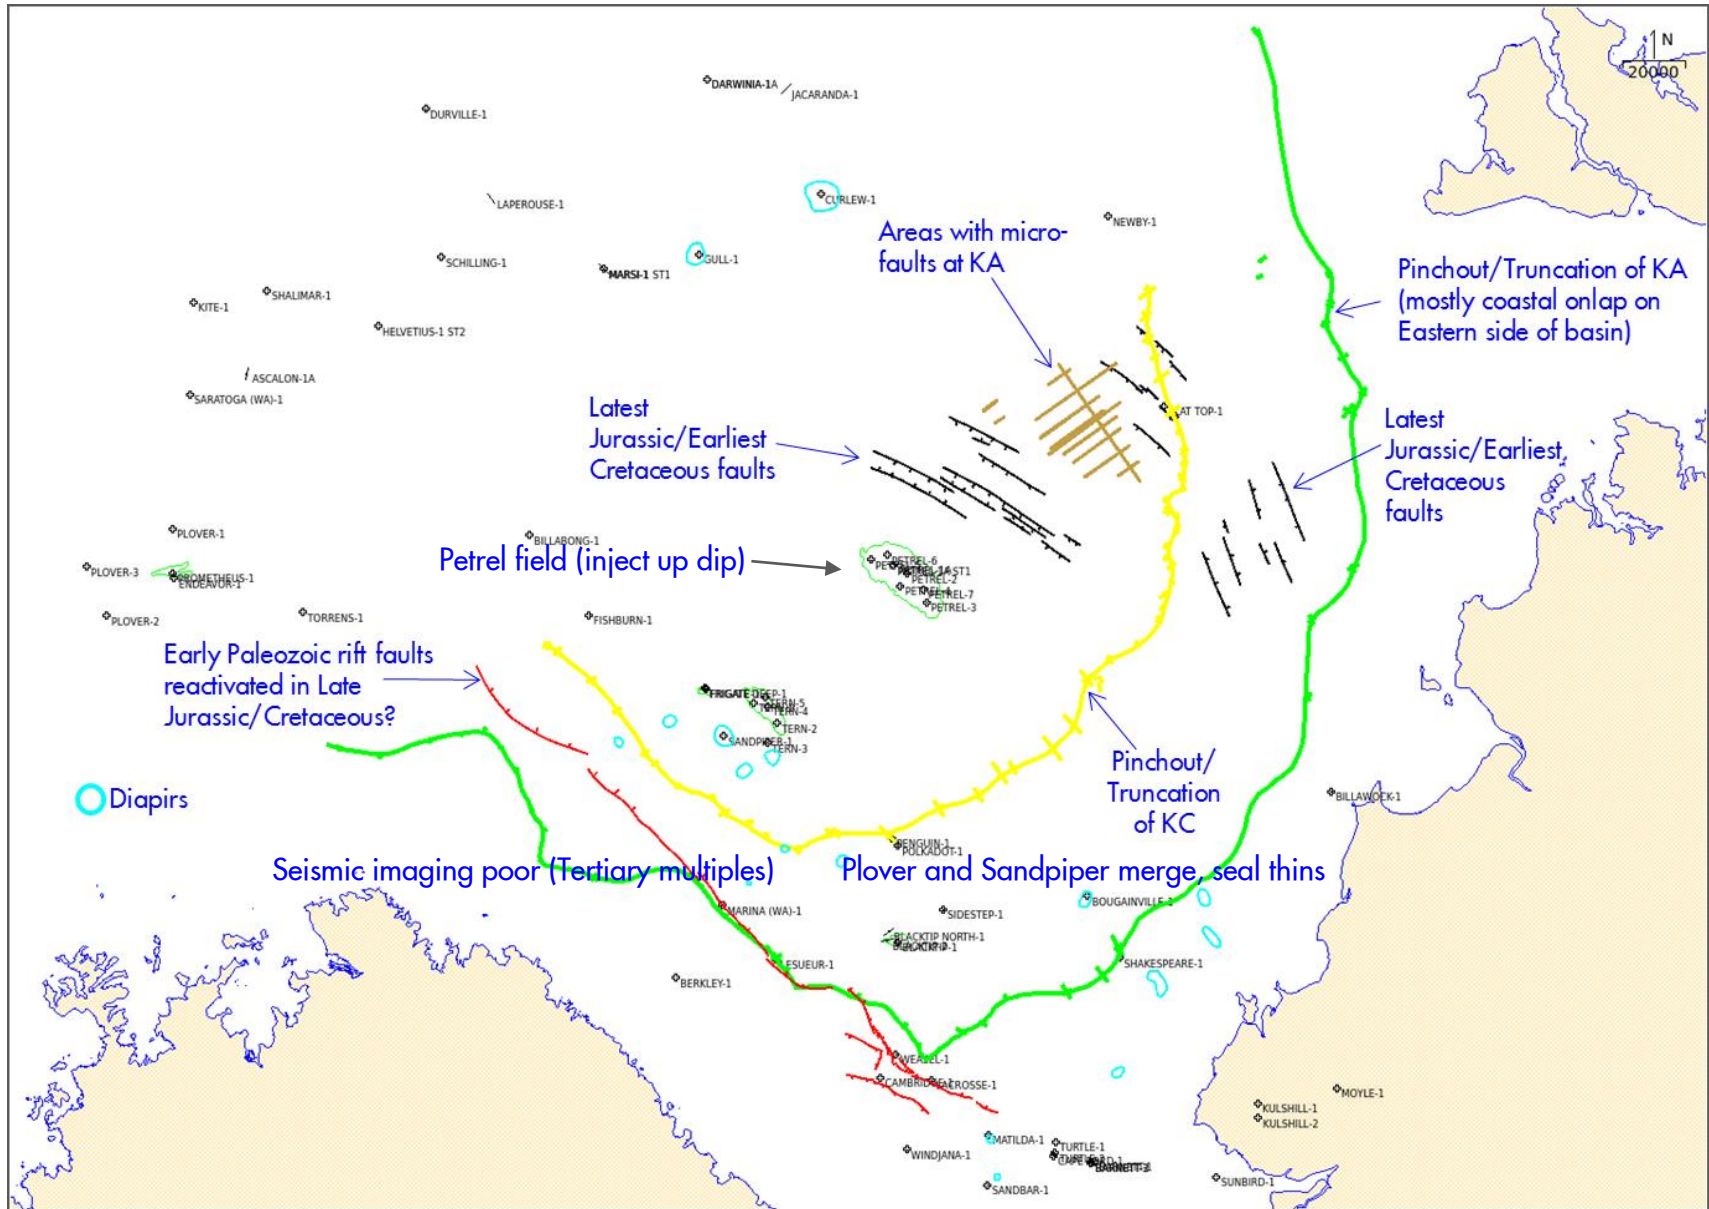 N
20000
DARWINIA-1A
JACARANDA-1
DURVILLE-1
LAPEROUSE-1
CURLEW-1
NEWBY-1
Areas with micro-
faults at KA
SCHILLING-1
GULL-1
MARSI-1 ST1
Pinchout/Truncation of KA
(mostly coastal onlap on
Eastern side of basin)
SHALIMAR-1
KITE-1
HELVETIUS-1 ST2
ASCALON-1A
SARATOGA (WA)-1
AT TOP-1
Latest
Jurassic/Earliest
Cretaceous faults
Latest
Jurassic/Earliest
Cretaceous
faults
PLOVER-1
BILLABONG-1
Petrel field (inject up dip)
PETREL-6
PETREL-2
PETREL-7
PETREL-3
PLOVER-3
PROMETHEUS-1
ENDEAVOR-1
PLOVER-2
TORRENS-1
FISHBURN-1
Early Paleozoic rift faults
reactivated in Late
Jurassic/Cretaceous?
FRIGATE DEEP-1
TERN-5
TERN-4
TERN-2
SANDPIPER-1
TERN-3
Diapirs
Pinchout/
Truncation
of KC
BILLAWOCK-1
PENGUIN-1
POLKADOT-1
Seismic imaging poor (Tertiary multiples)
Plover and Sandpiper merge, seal thins
MARINA (WA)-1
SIDESTEP-1
BOUGAINVILLE-1
BLACKTIP NORTH-1
BLACKTIP-1
LESUEUR-1
SHAKESPEARE-1
BERKLEY-1
WEASEL-1
CAMBRIDGE-1
LACROSSE-1
MOYLE-1
KULSHILL-1
KULSHILL-2
MATILDA-1
TURTLE-1
WINDJANA-1
SANDBAR-1
SUNBIRD-1